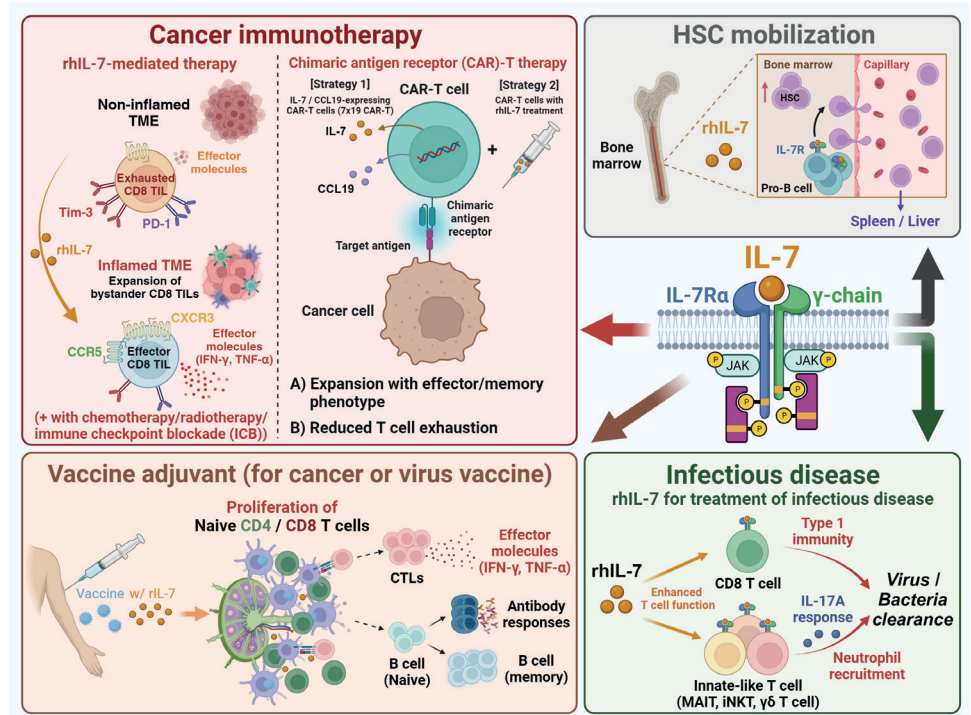 Cancer immunotherapy
rhIL-7-mediated therapy
Non-inflamed
TME
Effector
molecules
Exhausted
CD8 TIL
Tim-3
PD-1
rhIL-7
Inflamed TME
Expansion of
bystander CD8 TILs
CXCR3
CCR5
Effector
CD8 TIL
Effector
molecules
(IFN-γ, TNF-α)
(+ with chemotherapy/radiotherapy/
immune checkpoint blockade (ICB))
Chimaric antigen receptor (CAR)-T therapy
[Strategy 1]
IL-7 / CCL19-expressing
CAR-T cells (7x19 CAR-T)
CAR-T cell
[Strategy 2]
CAR-T cells with
rhIL-7 treatment
IL-7
+
CCL19
Chimaric
antigen
receptor
Target antigen
Cancer cell
A) Expansion with effector/memory
phenotype
B) Reduced T cell exhaustion
HSC mobilization
Bone
marrow
rhIL-7
Bone marrow
Capillary
HSC
IL-7R
Pro-B cell
Spleen / Liver
IL-7
IL-7Rα
γ-chain
P
JAK
JAK
P
P
P
P
P
P
P
Vaccine adjuvant (for cancer or virus vaccine)
Vaccine w/ rIL-7
Proliferation of
Naive CD4 / CD8 T cells
CTLs
Effector
molecules
(IFN-γ, TNF-α)
B cell
(Naive)
Antibody
responses
B cell
(memory)
Infectious disease
rhIL-7 for treatment of infectious disease
rhIL-7
Enhanced
T cell function
CD8 T cell
Type 1
immunity
IL-17A
response
Virus /
Bacteria
clearance
Neutrophil
recruitment
Innate-like T cell
(MAIT, iNKT, γδ T cell)